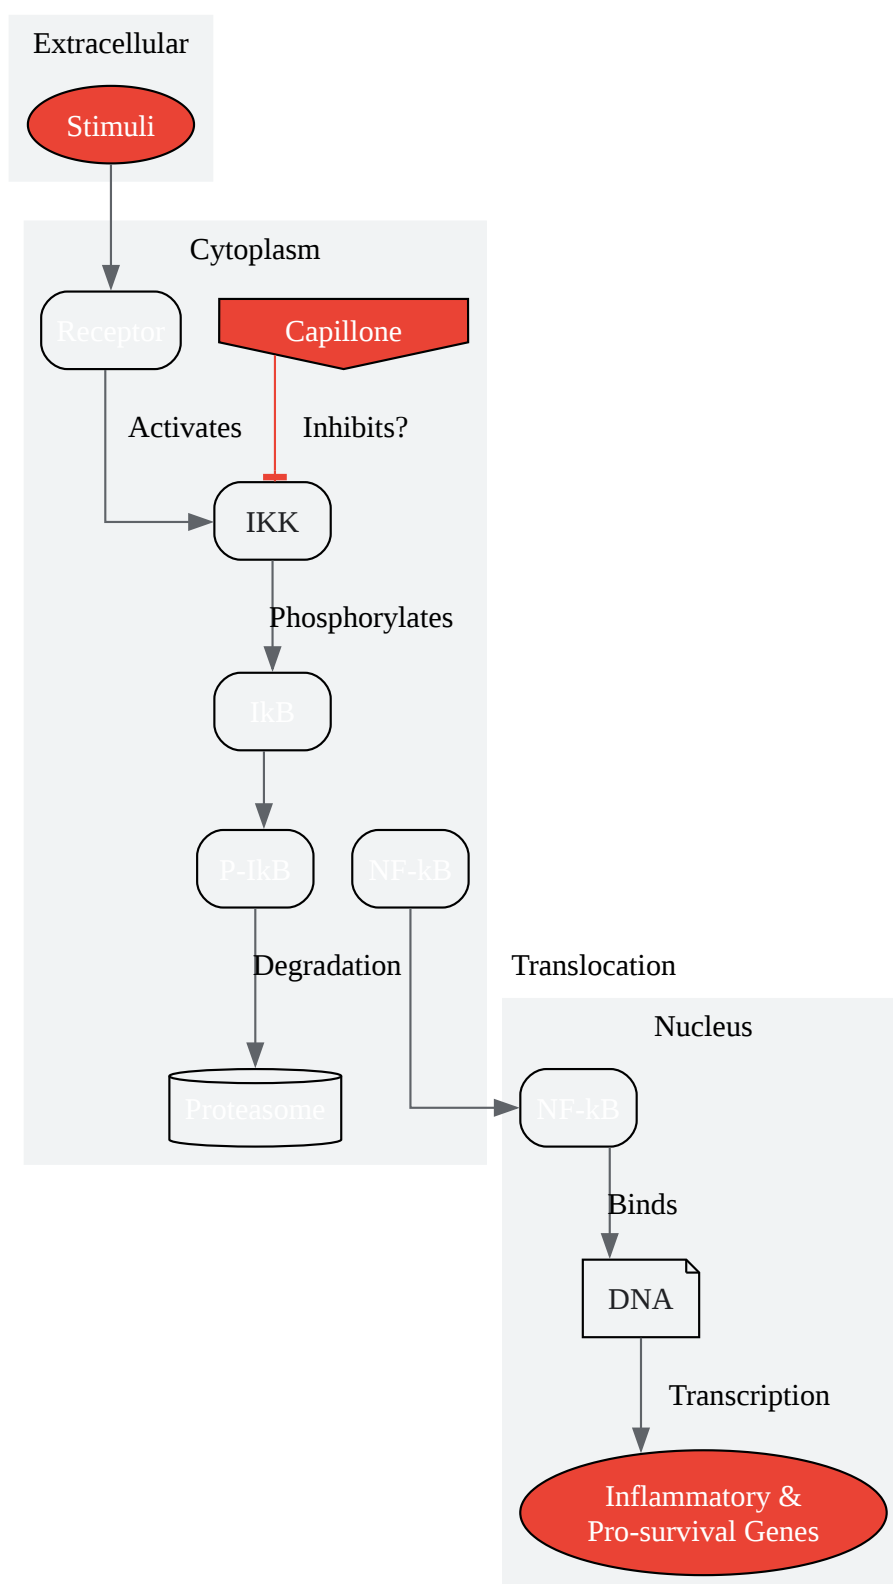 Extracellular
Stimuli
Cytoplasm
Receptor
Capillone
Activates
Inhibits?
IKK
Phosphorylates
IkB
P-IkB
NF-kB
Degradation
Translocation
Nucleus
Proteasome
NF-kB
Binds
DNA
Transcription
Inflammatory &
Pro-survival Genes